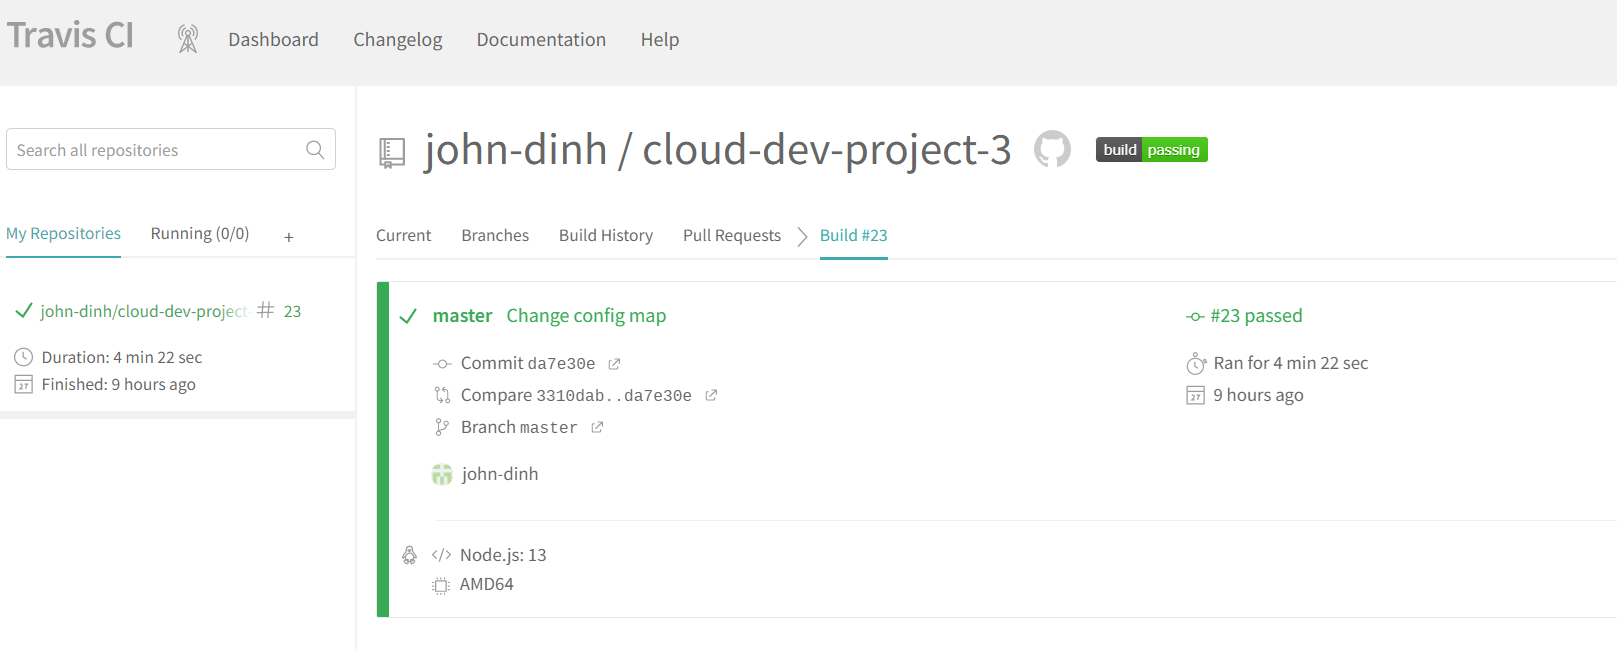 Travis CI Dashboard Changelog Documentation Help
Search all repositories
My Repositories Running (0/0) +
john-dinh/cloud-dev-project- # 23
Duration: 4 min 22 sec
27 Finished: 9 hours ago
john-dinh / cloud-dev-project-3 build passing
Current Branches Build History Pull Requests Build #23
master Change config map
Commit da7e30e
Compare 3310dab..da7e30e
Branch master
john-dinh
#23 passed
Ran for 4 min 22 sec
27 9 hours ago
</> Node.js: 13
AMD64